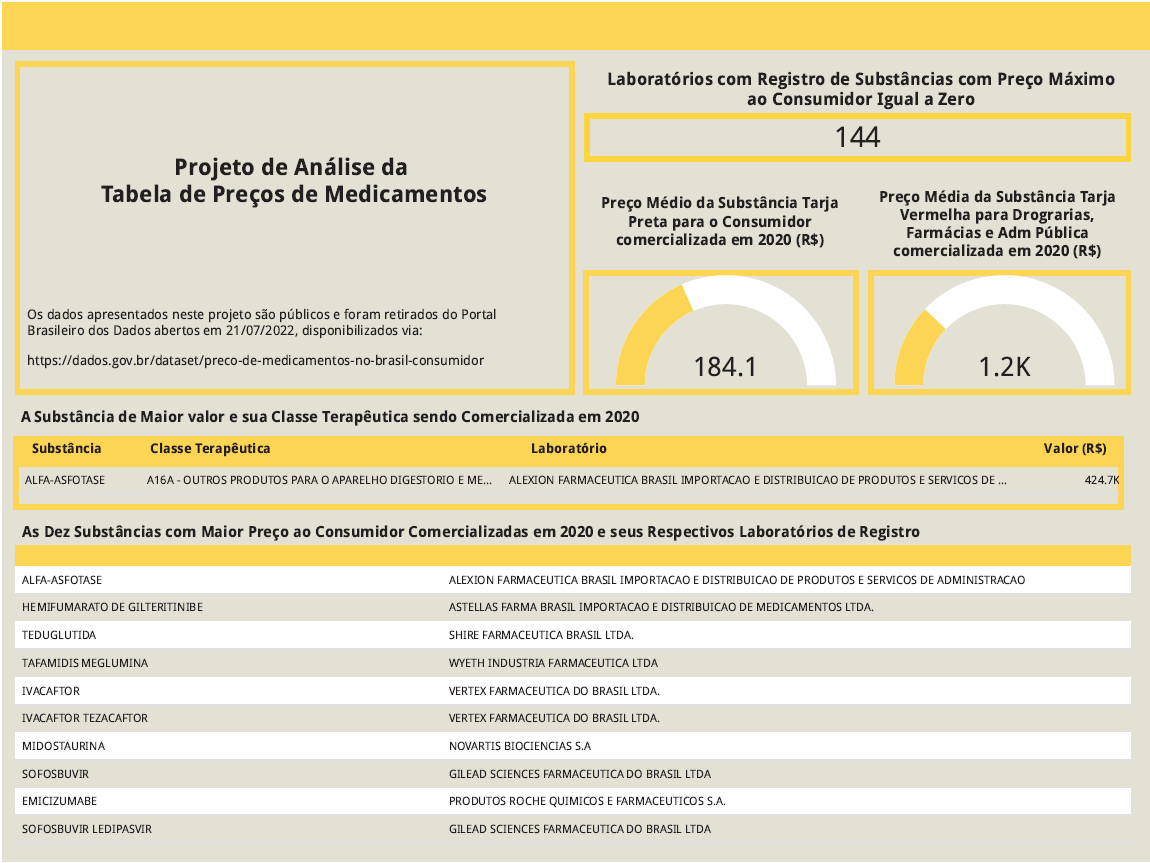 Projeto de Análise da
Tabela de Preços de Medicamentos
Os dados apresentados neste projeto são públicos e foram retirados do Portal
Brasileiro dos Dados abertos em 21/07/2022, disponibilizados via:
https://dados.gov.br/dataset/preco-de-medicamentos-no-brasil-consumidor
Laboratórios com Registro de Substâncias com Preço Máximo
ao Consumidor Igual a Zero
144
Preço Médio da Substância Tarja
Preta para o Consumidor
comercializada em 2020 (R$)
184.1
Preço Média da Substância Tarja
Vermelha para Drograrias,
Farmácias e Adm Pública
comercializada em 2020 (R$)
1.2K
A Substância de Maior valor e sua Classe Terapêutica sendo Comercializada em 2020
Substância Classe Terapêutica Laboratório Valor (R$)
ALFA-ASFOTASE A16A - OUTROS PRODUTOS PARA O APARELHO DIGESTORIO E ME... ALEXION FARMACEUTICA BRASIL IMPORTACAO E DISTRIBUICAO DE PRODUTOS E SERVICOS DE ... 424.7K
As Dez Substâncias com Maior Preço ao Consumidor Comercializadas em 2020 e seus Respectivos Laboratórios de Registro
ALFA-ASFOTASE ALEXION FARMACEUTICA BRASIL IMPORTACAO E DISTRIBUICAO DE PRODUTOS E SERVICOS DE ADMINISTRACAO
HEMIFUMARATO DE GILTERITINIBE ASTELLAS FARMA BRASIL IMPORTACAO E DISTRIBUICAO DE MEDICAMENTOS LTDA.
TEDUGLUTIDA SHIRE FARMACEUTICA BRASIL LTDA.
TAFAMIDIS MEGLUMINA WYETH INDUSTRIA FARMACEUTICA LTDA
IVACAFTOR VERTEX FARMACEUTICA DO BRASIL LTDA.
IVACAFTOR TEZACAFTOR VERTEX FARMACEUTICA DO BRASIL LTDA.
MIDOSTAURINA NOVARTIS BIOCIENCIAS S.A
SOFOSBUVIR GILEAD SCIENCES FARMACEUTICA DO BRASIL LTDA
EMICIZUMABE PRODUTOS ROCHE QUIMICOS E FARMACEUTICOS S.A.
SOFOSBUVIR LEDIPASVIR GILEAD SCIENCES FARMACEUTICA DO BRASIL LTDA